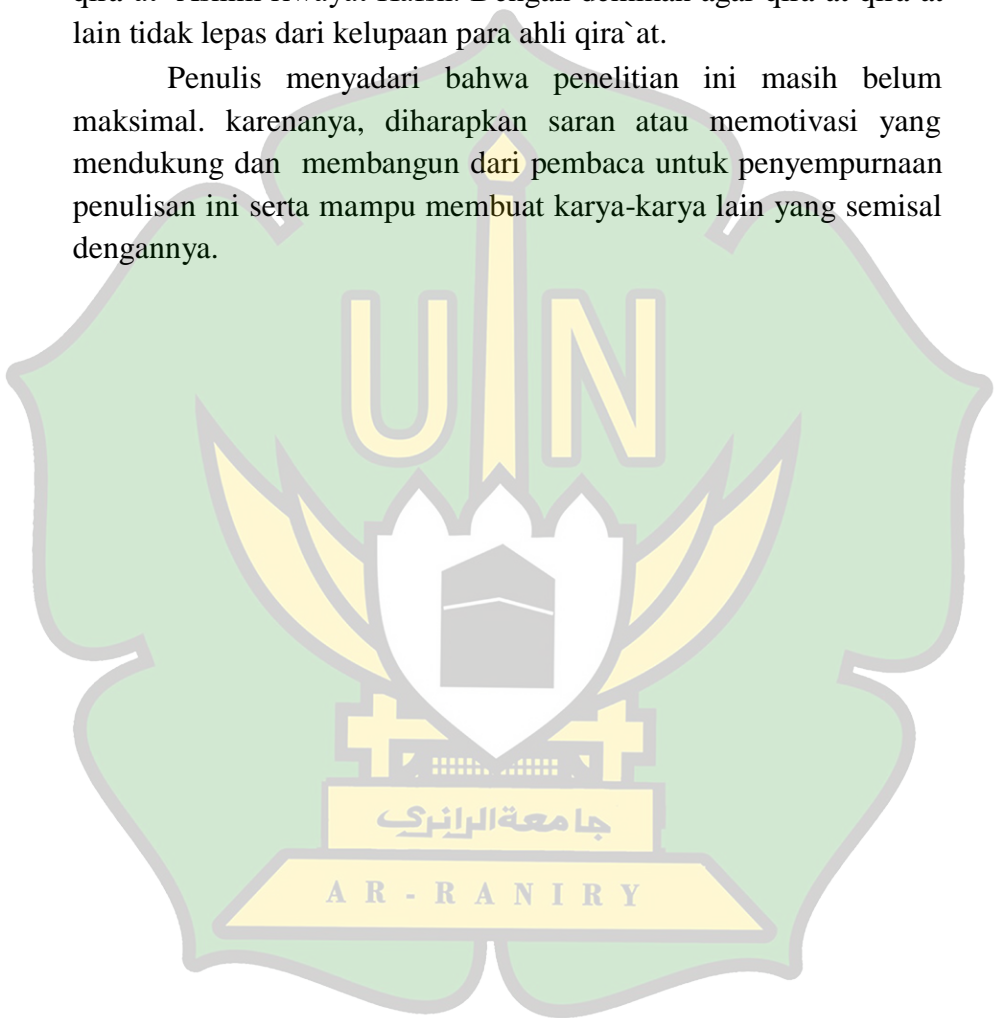 lain tidak lepas dari kelupaan para ahli qira`at.
Penulis menyadari bahwa penelitian ini masih belum
maksimal. karenanya, diharapkan saran atau memotivasi yang
mendukung dan membangun dari pembaca untuk penyempurnaan
penulisan ini serta mampu membuat karya-karya lain yang semisal
dengannya.
UIN
جامعةالرانري
AR-RANIRY